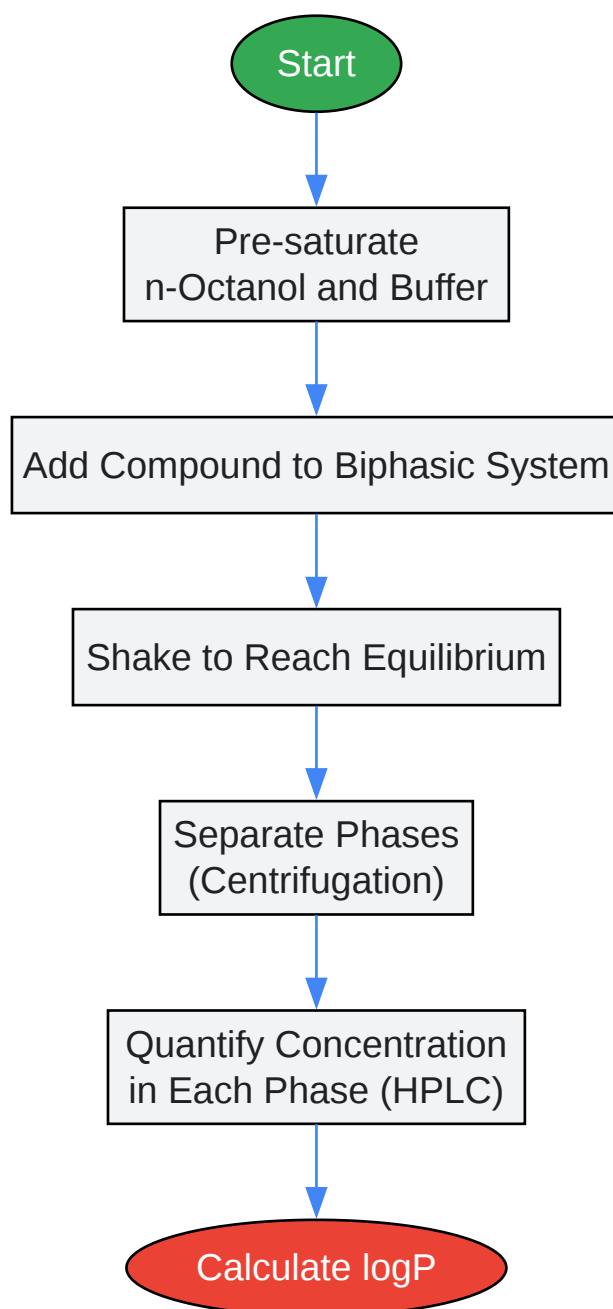 Start
Pre-saturate
n-Octanol and Buffer
Add Compound to Biphasic System
Shake to Reach Equilibrium
Separate Phases
(Centrifugation)
Quantify Concentration
in Each Phase (HPLC)
Calculate logP